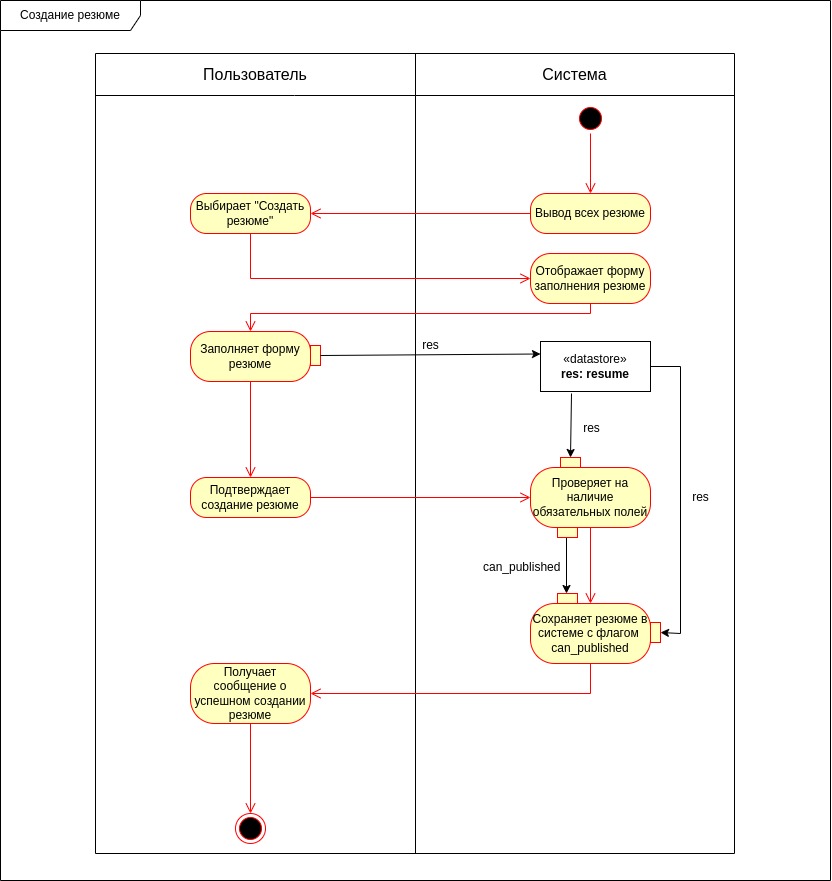 Создание резюме
Пользователь
Система
Выбирает "Создать
резюме"
Вывод всех резюме
Отображает форму
заполнения резюме
Заполняет форму
резюме
res
«datastore»
res: resume
res
Подтверждает
создание резюме
Проверяет на
наличие
обязательных полей
res
can_published
Сохраняет резюме в
системе с флагом
can_published
Получает
сообщение о
успешном создании
резюме